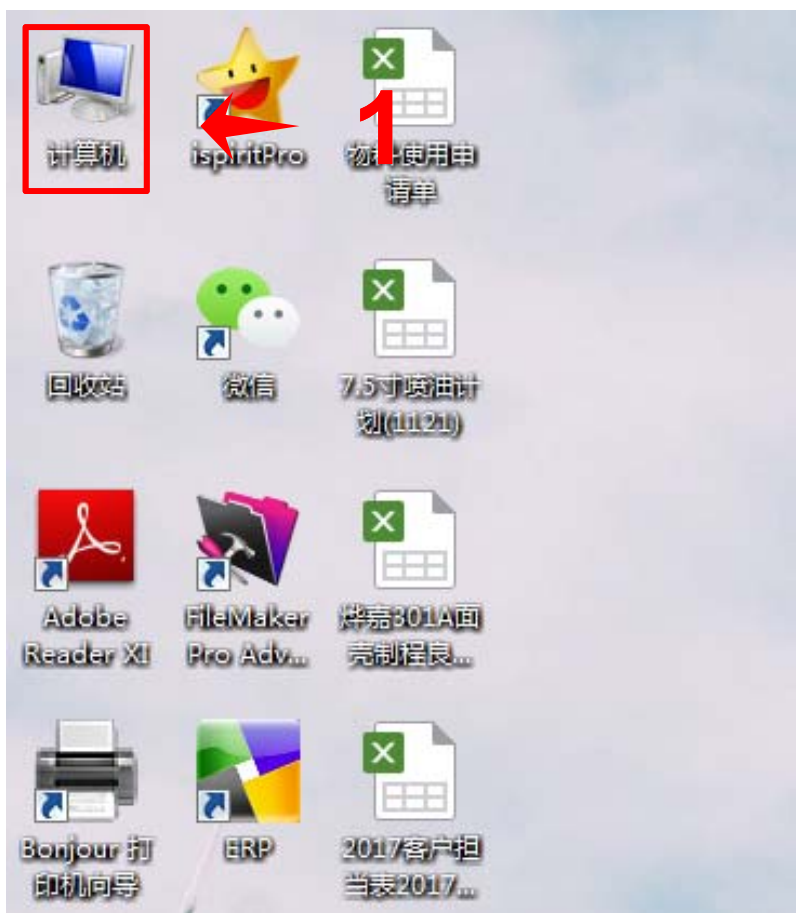 计算机
ispiritPro
1
物料使用申
请单
回收站
微信
7.5寸喷油计
划(1121)
Adobe
Reader XI
FileMaker
Pro Adv...
烨嘉301A面
壳制程良...
Bonjour 打
印机向导
ERP
2017客户担
当表2017...